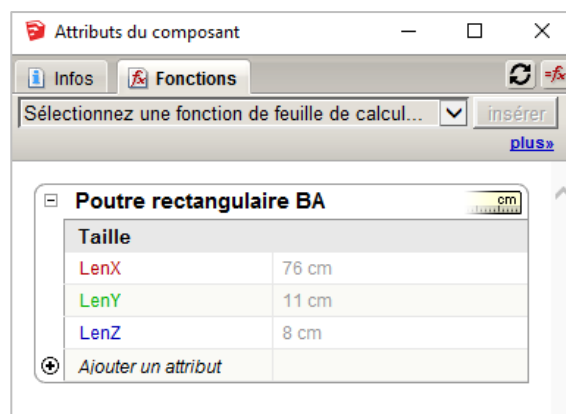 Attributs du composant
Infos Fonctions =fx
Sélectionnez une fonction de feuille de calcul... insérer
plus»
Poutre rectangulaire BA cm
Taille
LenX 76 cm
LenY 11 cm
LenZ 8 cm
Ajouter un attribut